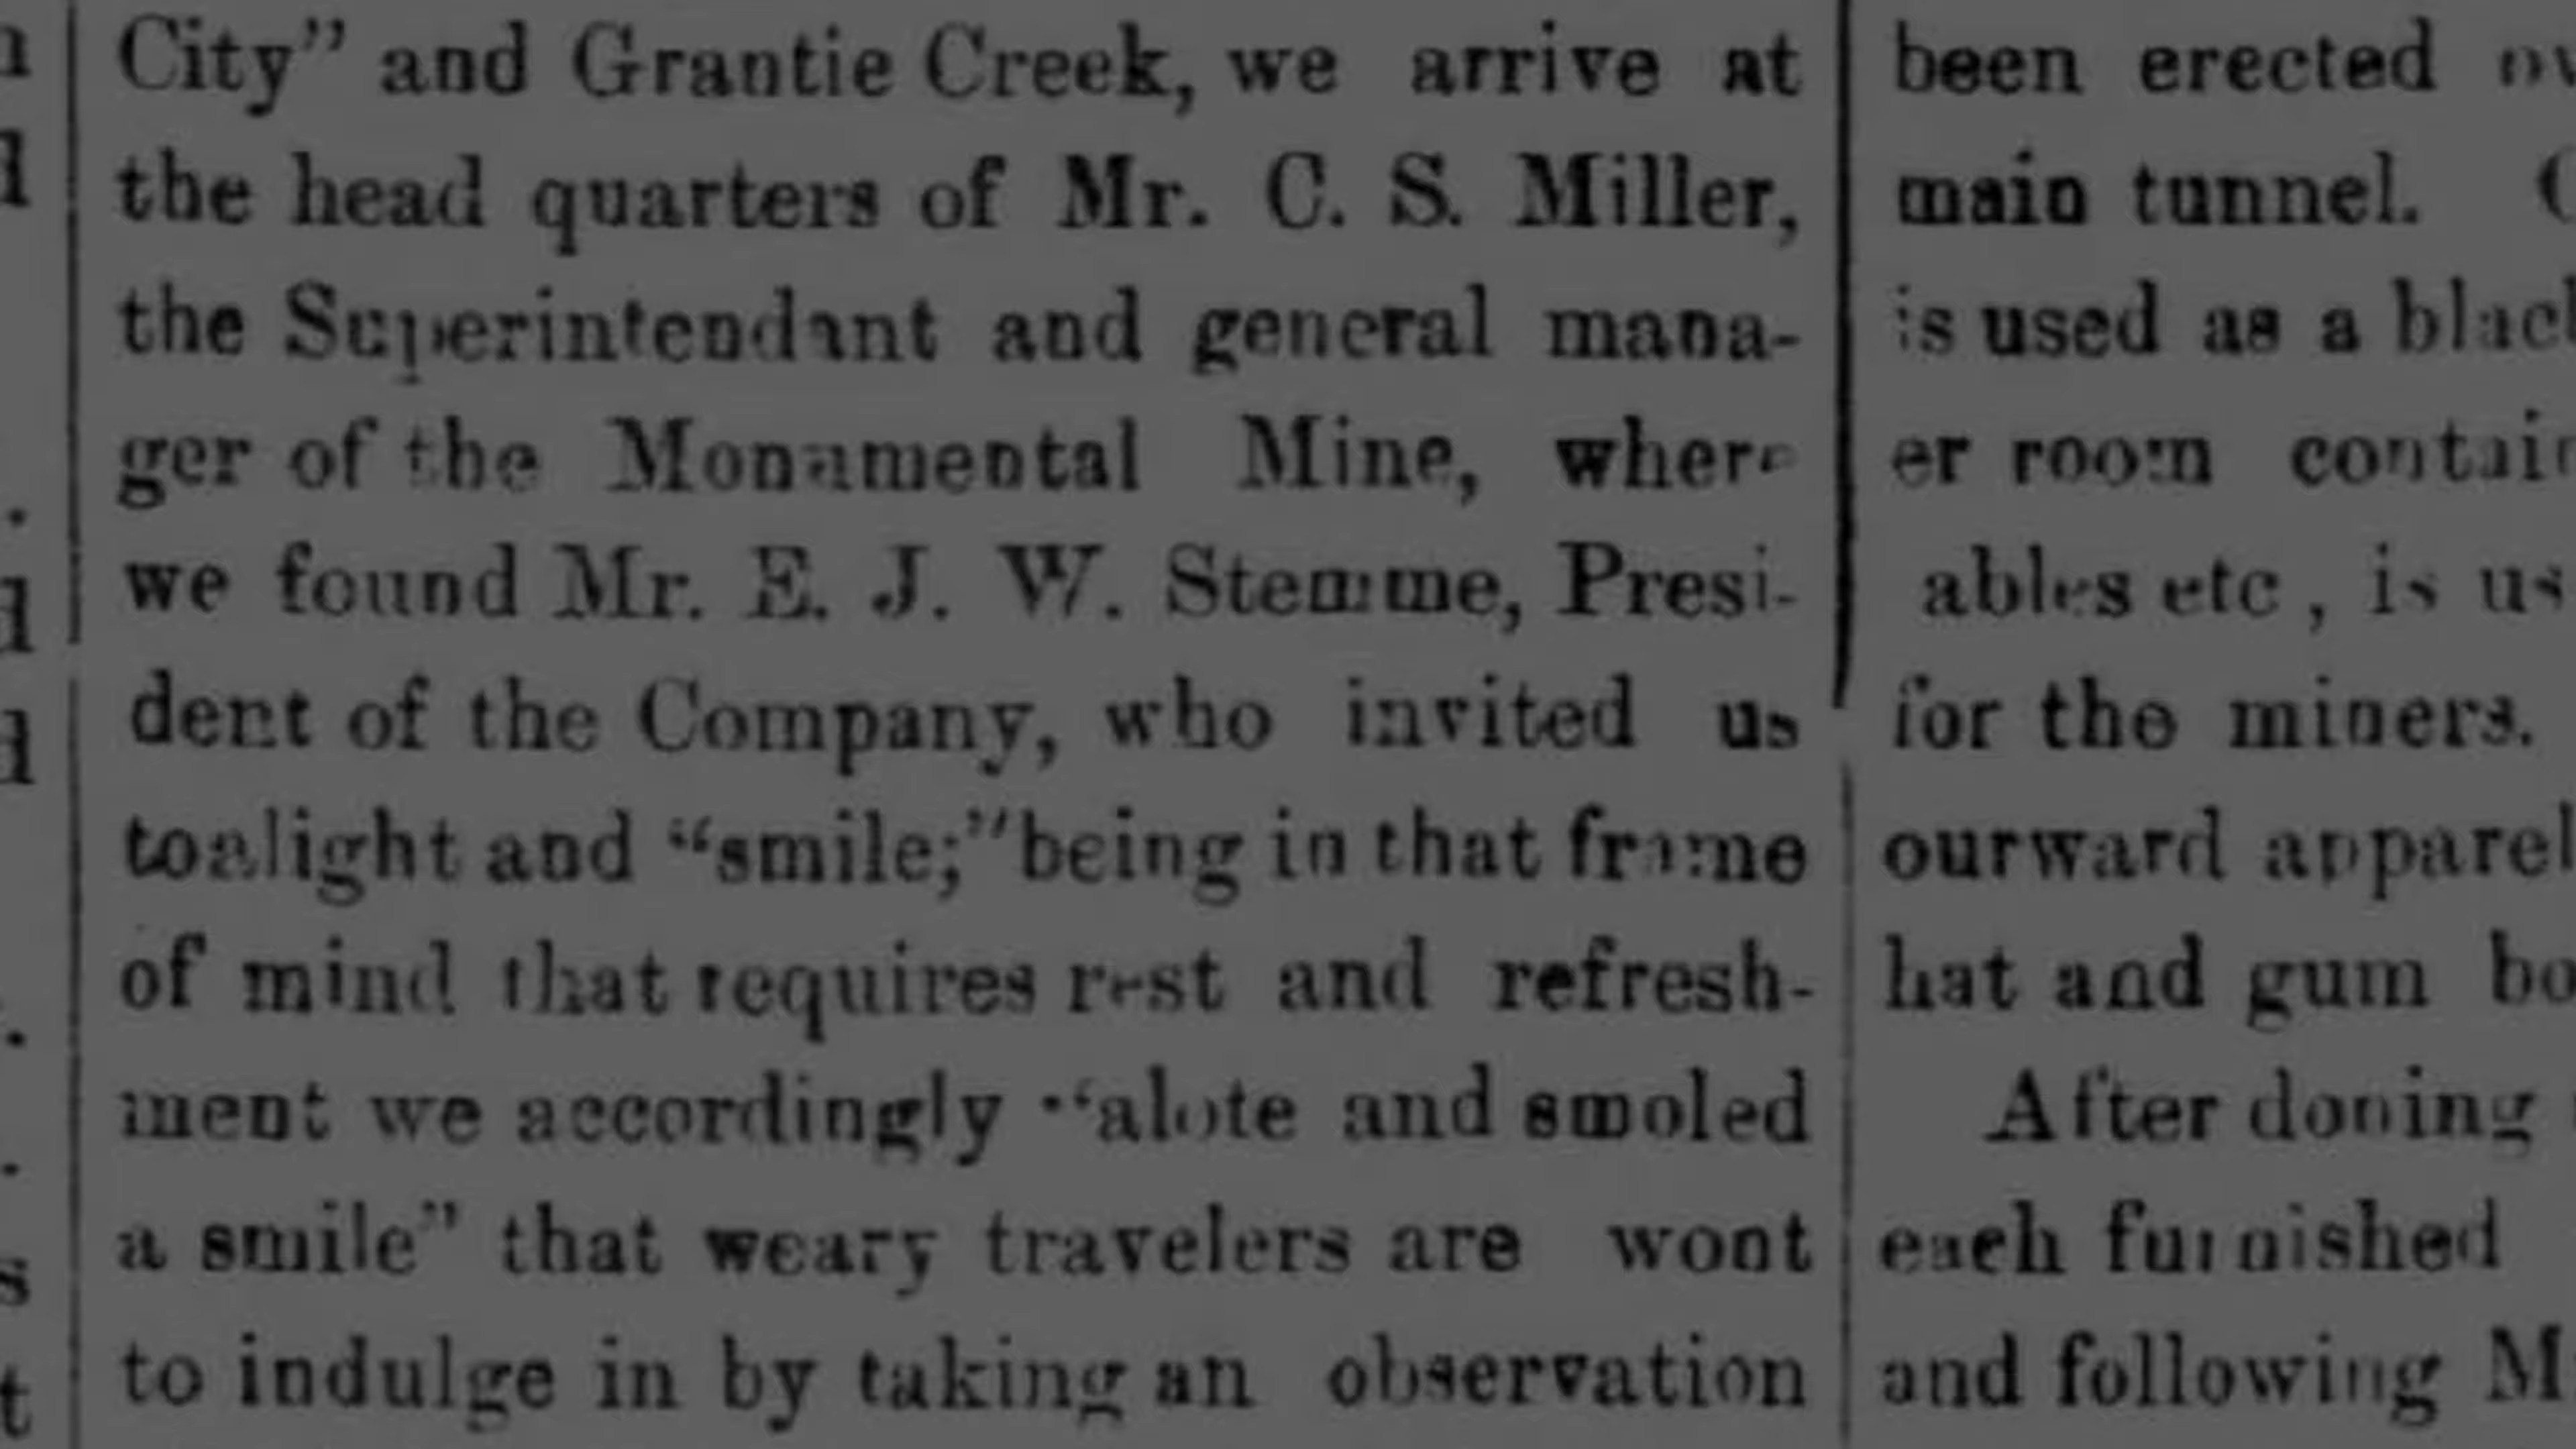 City" and Grantie Creek, we arrive at
the head quarters of Mr. C. S. Miller,
the Superintendant and general mana-
ger of the Monamental Mine, where
we found Mr. E. J. W. Stemme, Presi-
dent of the Company, who invited us
toalight and "smile;"being in that frame
of mind that requires rest and refresh-
ment we accordingly "alote and smoled
a smile" that weary travelers are wont
to indulge in by taking an observation
been erected
main tunnel.
is used as a
er room
ables etc, is
for the miners.
ourward apparel
hat and gum
After doning
each furnished
and following